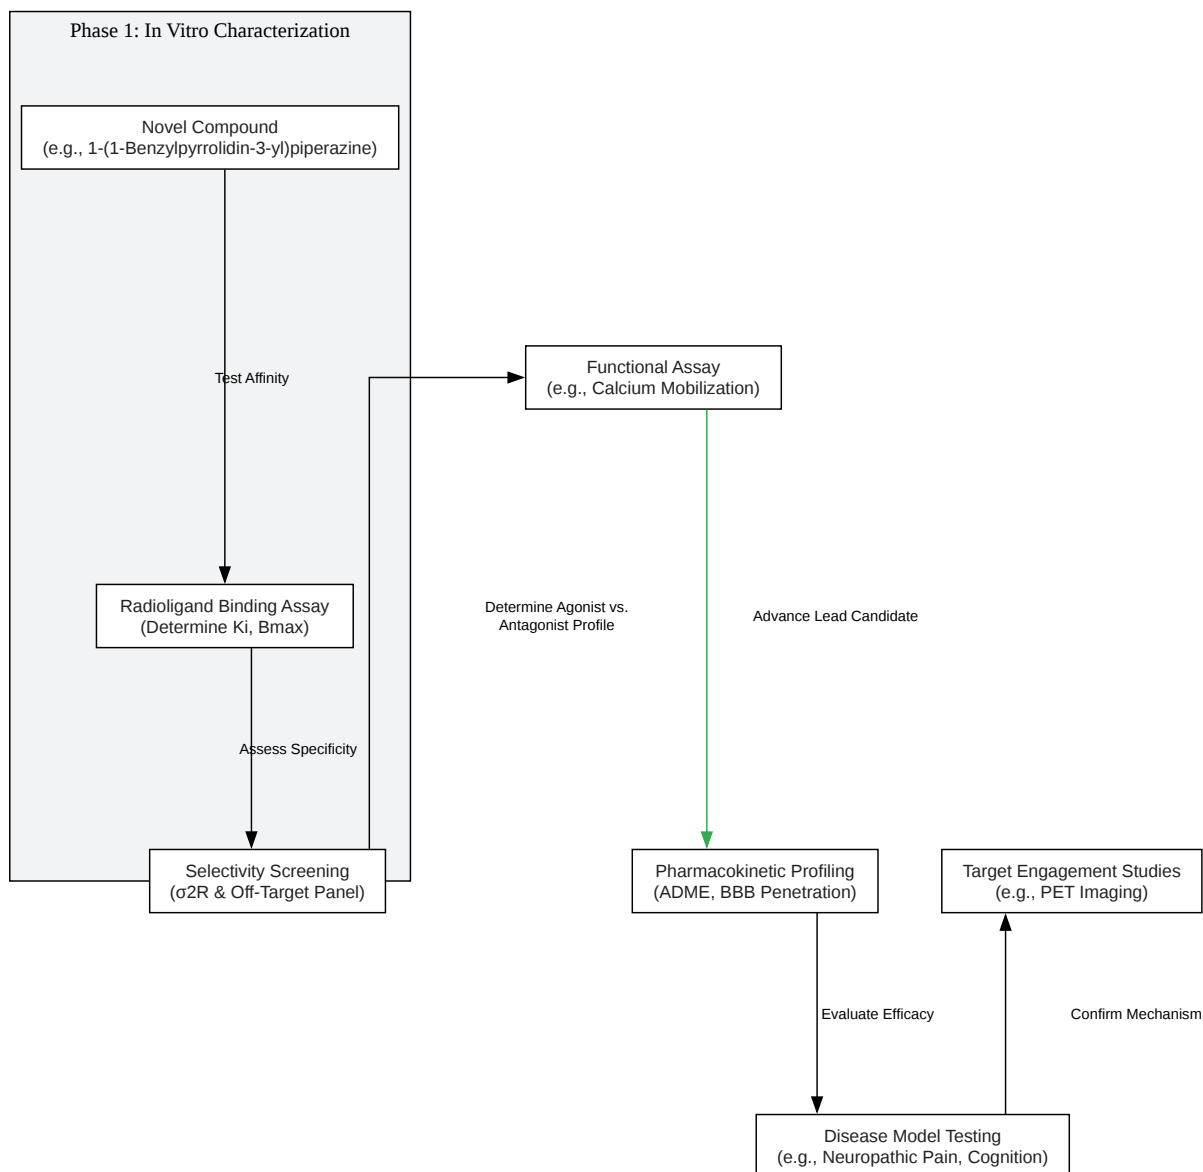 Phase 1: In Vitro Characterization
Novel Compound
(e.g., 1-(1-Benzylpyrrolidin-3-yl)piperazine)
Test Affinity
Functional Assay
(e.g., Calcium Mobilization)
Radioligand Binding Assay
(Determine Ki, Bmax)
Determine Agonist vs.
Antagonist Profile
Advance Lead Candidate
Assess Specificity
Selectivity Screening
(σ2R & Off-Target Panel)
Pharmacokinetic Profiling
(ADME, BBB Penetration)
Target Engagement Studies
(e.g., PET Imaging)
Evaluate Efficacy
Confirm Mechanism
Disease Model Testing
(e.g., Neuropathic Pain, Cognition)